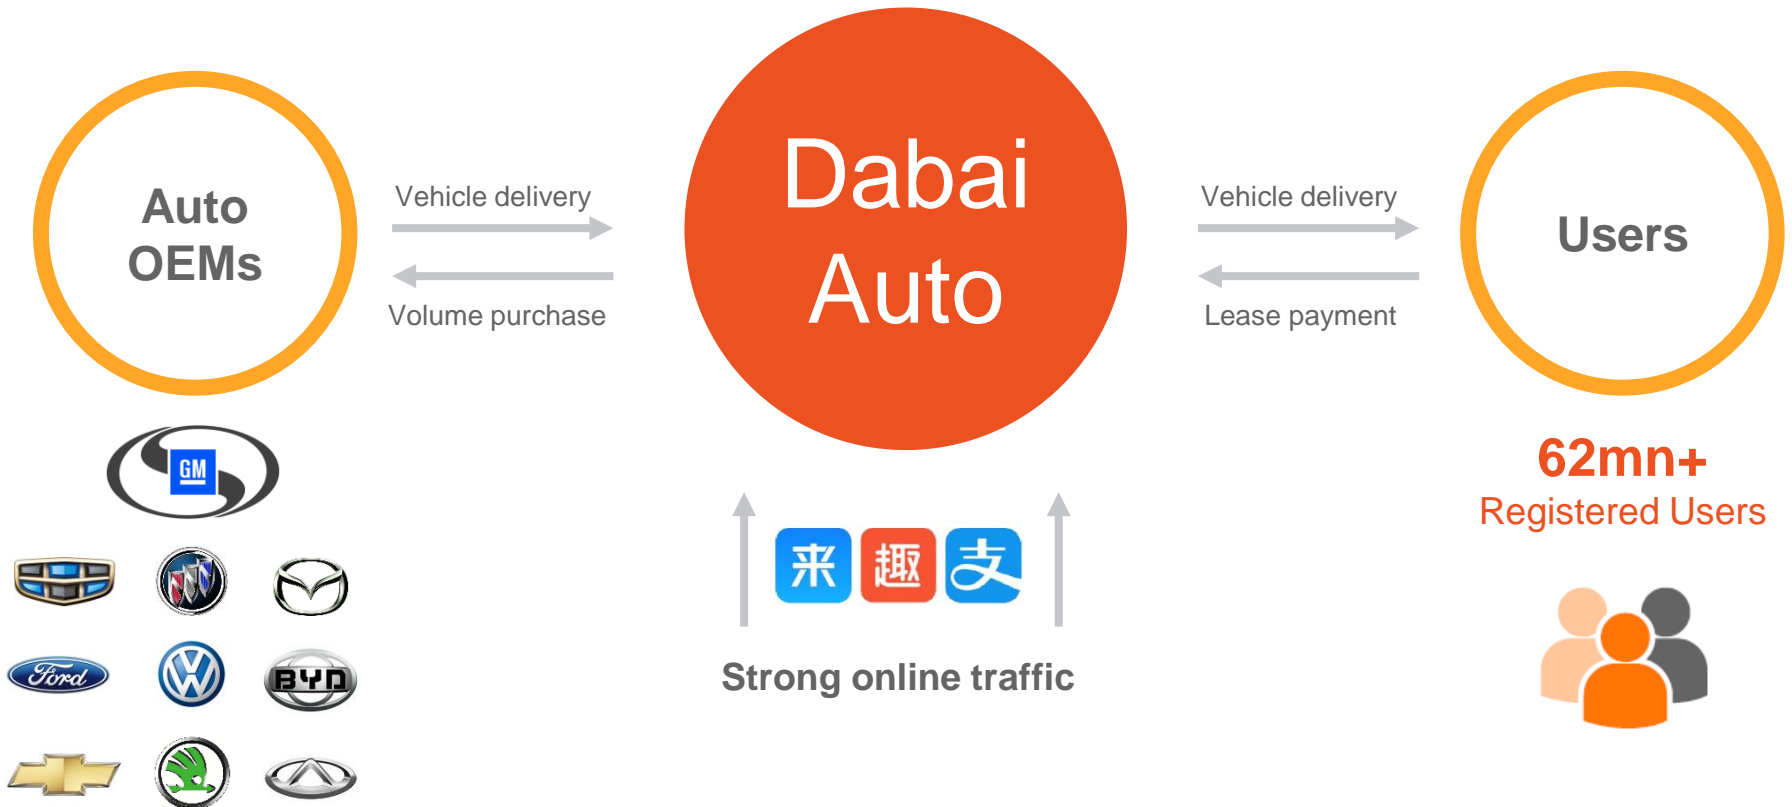 Auto
OEMs
Vehicle delivery
Volume purchase
Dabai
Auto
Vehicle delivery
Lease payment
Users
GM
Ford
BYD
来 趣 支
Strong online traffic
62mn+
Registered Users